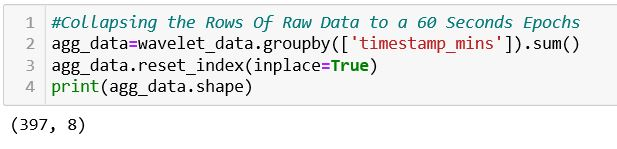 1 #Collapsing the Rows Of Raw Data to a 60 Seconds Epochs
2 agg_data=wavelet_data.groupby(['timestamp_mins']).sum()
3 agg_data.reset_index(inplace=True)
4 print(agg_data.shape)
(397, 8)